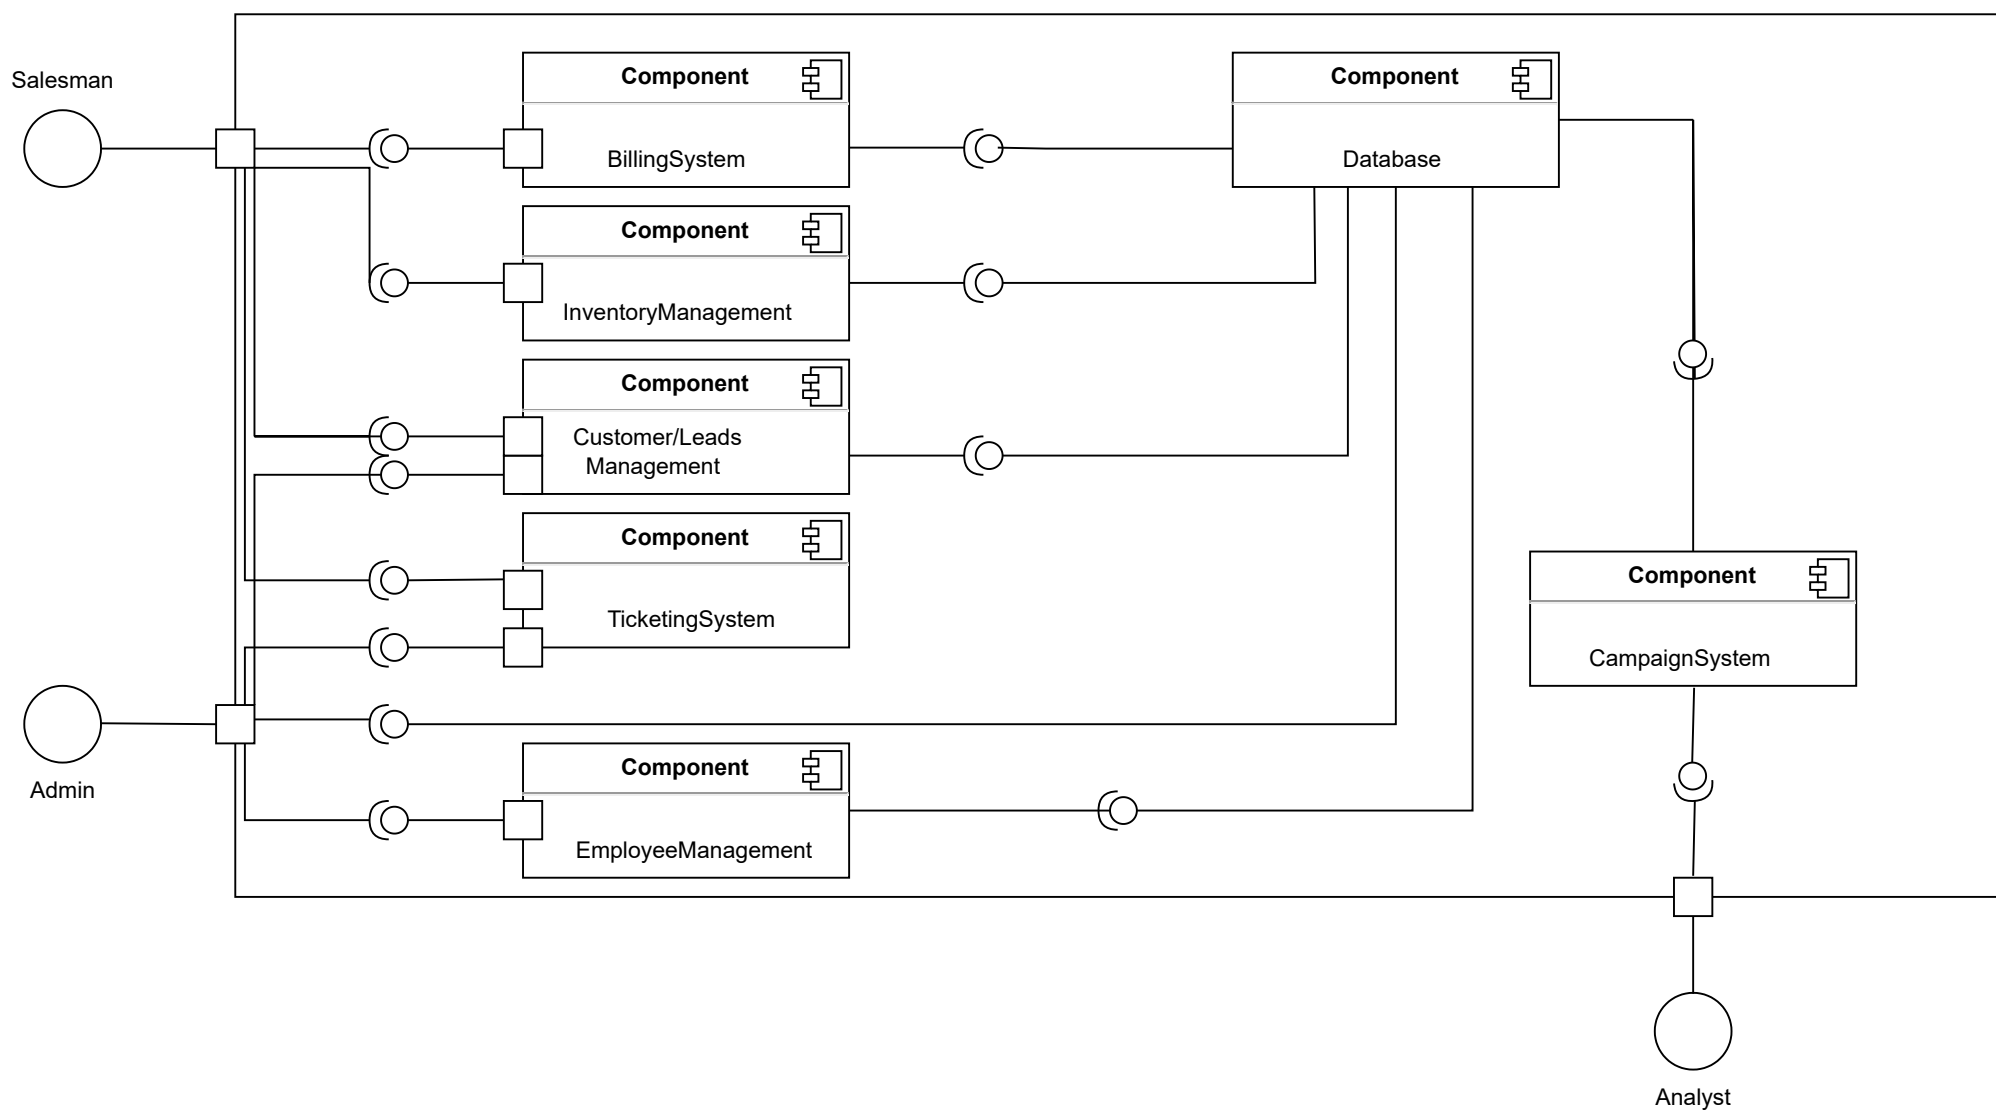 Salesman
Component
BillingSystem
Component
Database
Component
InventoryManagement
Component
Customer/Leads
Management
Component
TicketingSystem
Component
CampaignSystem
Admin
Component
EmployeeManagement
Analyst